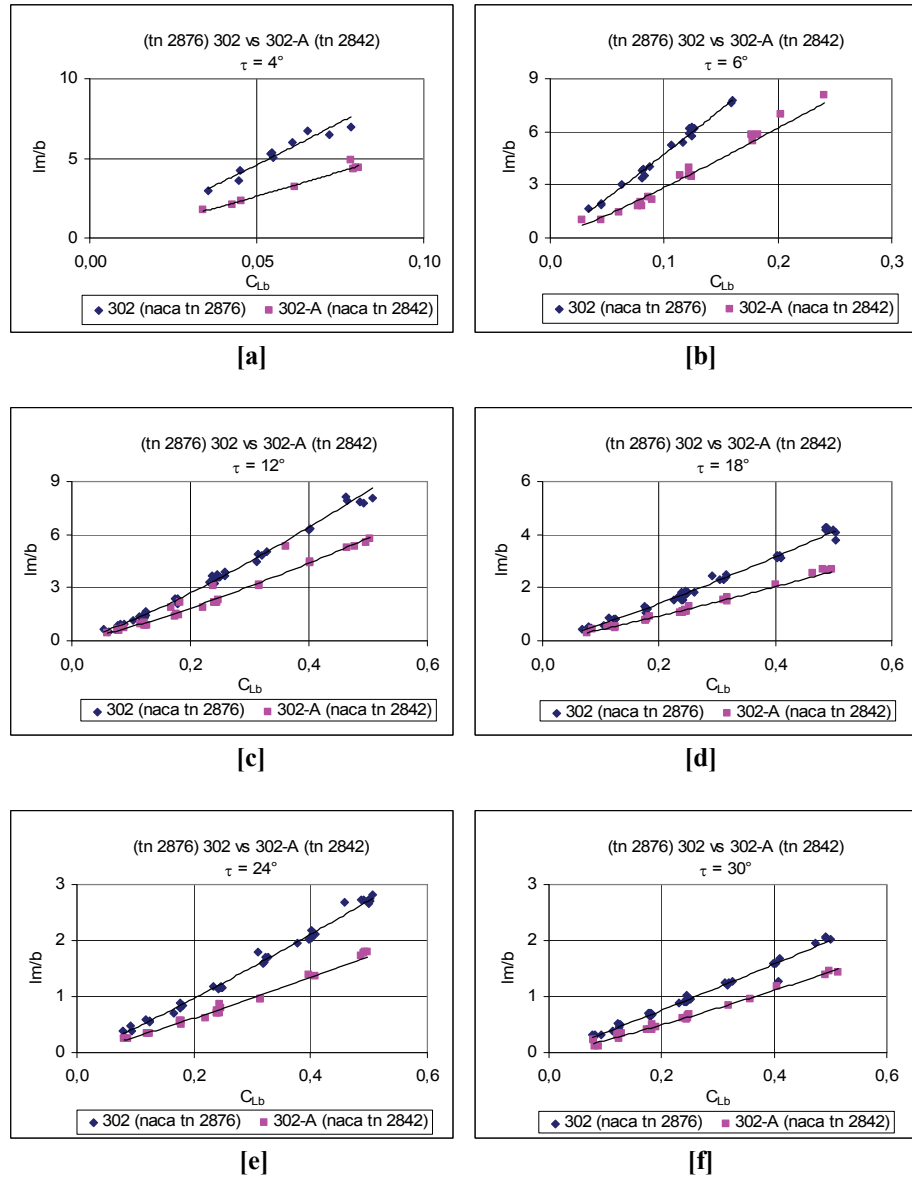 (tn 2876) 302 vs 302-A (tn 2842)
τ = 4°
10
5
0
0,00
0,05
0,10
lm/b
C_Lb
302 (naca tn 2876)
302-A (naca tn 2842)
[a]
(tn 2876) 302 vs 302-A (tn 2842)
τ = 6°
9
6
3
0
0
0,1
0,2
0,3
lm/b
C_Lb
302 (naca tn 2876)
302-A (naca tn 2842)
[b]
(tn 2876) 302 vs 302-A (tn 2842)
τ = 12°
9
6
3
0
0,0
0,2
0,4
0,6
lm/b
C_Lb
302 (naca tn 2876)
302-A (naca tn 2842)
[c]
(tn 2876) 302 vs 302-A (tn 2842)
τ = 18°
6
4
2
0
0,0
0,2
0,4
0,6
lm/b
C_Lb
302 (naca tn 2876)
302-A (naca tn 2842)
[d]
(tn 2876) 302 vs 302-A (tn 2842)
τ = 24°
3
2
1
0
0,0
0,2
0,4
0,6
lm/b
C_Lb
302 (naca tn 2876)
302-A (naca tn 2842)
[e]
(tn 2876) 302 vs 302-A (tn 2842)
τ = 30°
3
2
1
0
0,0
0,2
0,4
0,6
lm/b
C_Lb
302 (naca tn 2876)
302-A (naca tn 2842)
[f]